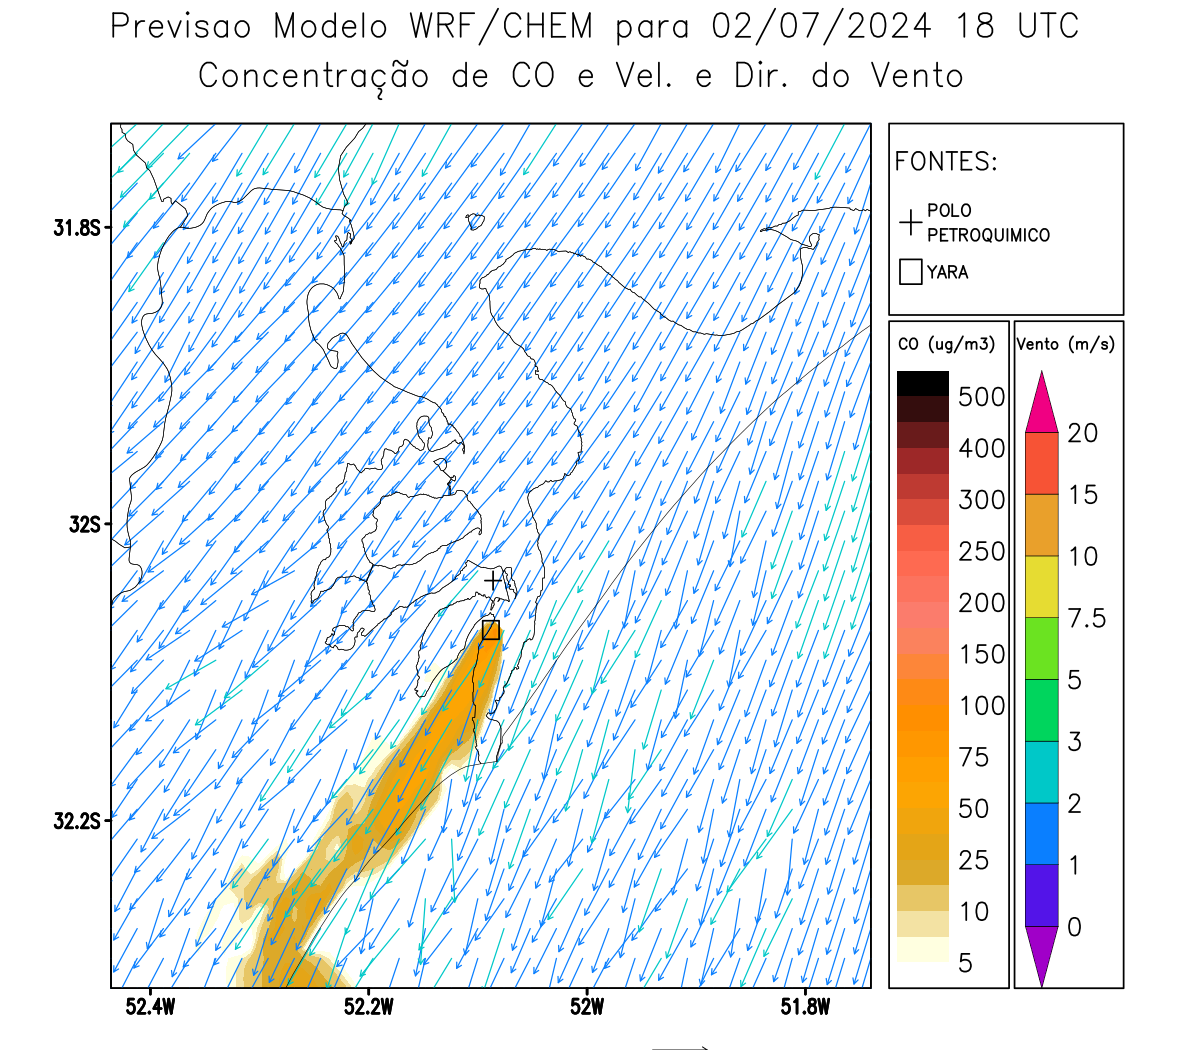 Previsao Modelo WRF/CHEM para 02/07/2024 18 UTC
Concentração de CO e Vel. e Dir. do Vento
FONTES:
POLO
PETROQUIMICO
YARA
31.8S
32S
32.2S
52.4W
52.2W
52W
51.8W
CO (ug/m3)
500
400
300
250
200
150
100
75
50
25
10
5
Vento (m/s)
20
15
10
7.5
5
3
2
1
0